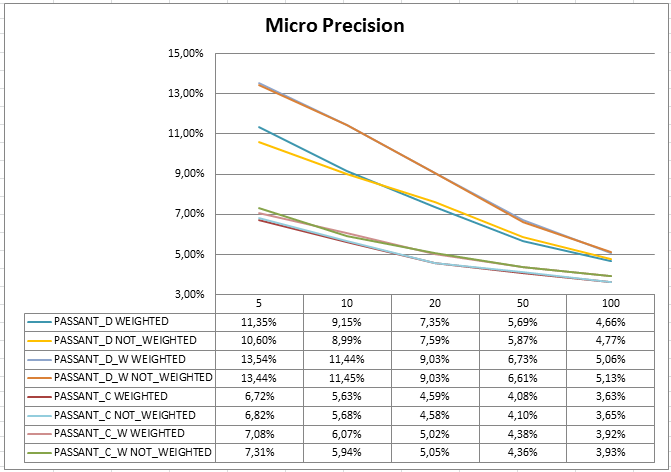 Micro Precision
15,00%
13,00%
11,00%
9,00%
7,00%
5,00%
3,00%
5 10 20 50 100
PASSANT_D WEIGHTED 11,35% 9,15% 7,35% 5,69% 4,66%
PASSANT_D NOT_WEIGHTED 10,60% 8,99% 7,59% 5,87% 4,77%
PASSANT_D_W WEIGHTED 13,54% 11,44% 9,03% 6,73% 5,06%
PASSANT_D_W NOT_WEIGHTED 13,44% 11,45% 9,03% 6,61% 5,13%
PASSANT_C WEIGHTED 6,72% 5,63% 4,59% 4,08% 3,63%
PASSANT_C NOT_WEIGHTED 6,82% 5,68% 4,58% 4,10% 3,65%
PASSANT_C_W WEIGHTED 7,08% 6,07% 5,02% 4,38% 3,92%
PASSANT_C_W NOT_WEIGHTED 7,31% 5,94% 5,05% 4,36% 3,93%